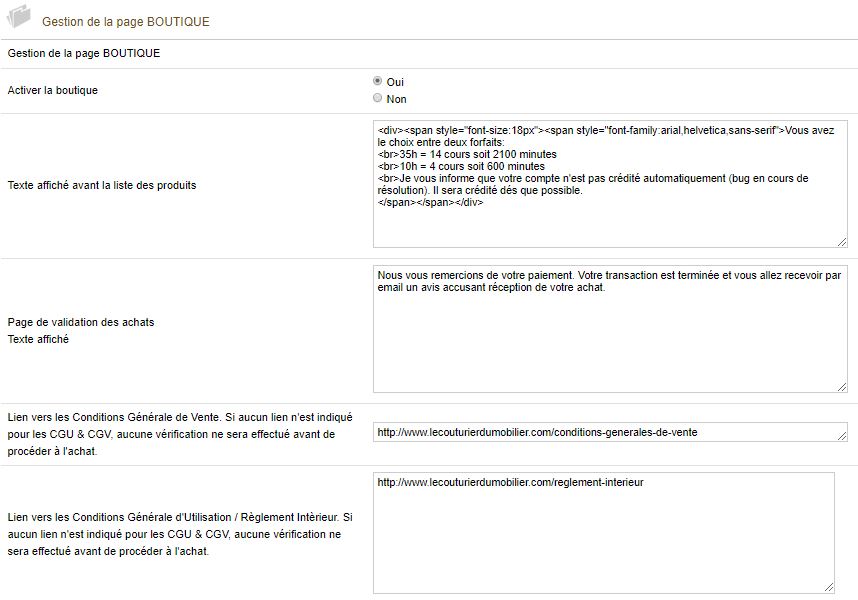 Gestion de la page BOUTIQUE
Gestion de la page BOUTIQUE
Activer la boutique
Oui
Non
Texte affiché avant la liste des produits
<div><span style="font-size:18px"><span style="font-family:arial,helvetica,sans-serif">Vous avez
le choix entre deux forfaits:
<br>35h = 14 cours soit 2100 minutes
<br>10h = 4 cours soit 600 minutes
<br>Je vous informe que votre compte n'est pas crédité automatiquement (bug en cours de
résolution). Il sera crédité dés que possible.
</span></span></div>
Page de validation des achats
Texte affiché
Nous vous remercions de votre paiement. Votre transaction est terminée et vous allez recevoir par
email un avis accusant réception de votre achat.
Lien vers les Conditions Générale de Vente. Si aucun lien n'est indiqué
pour les CGU & CGV, aucune vérification ne sera effectué avant de
procéder à l'achat.
http://www.lecouturierdumobilier.com/conditions-generales-de-vente
Lien vers les Conditions Générale d'Utilisation / Règlement Intèrieur. Si
aucun lien n'est indiqué pour les CGU & CGV, aucune vérification ne
sera effectué avant de procéder à l'achat.
http://www.lecouturierdumobilier.com/reglement-interieur